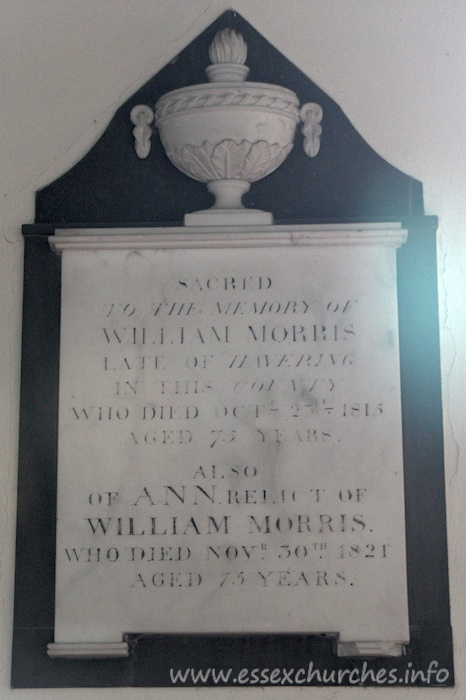 SACRED
TO THE MEMORY OF
WILLIAM MORRIS
LATE OF HAVERING
IN THIS COUNTY
WHO DIED OCTR 1815
AGED 75 YEARS.
ALSO
OF ANN. RELICT OF
WILLIAM MORRIS.
WHO DIED NOVR 30TH 1821
AGED 75 YEARS.
www.essexchurches.info